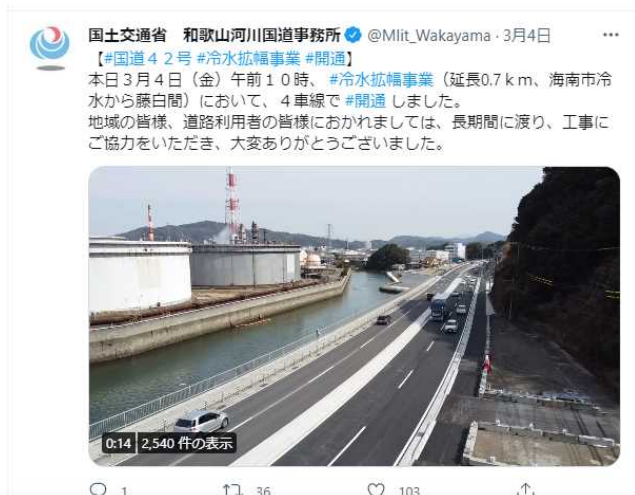 国土交通省　和歌山河川国道事務所 @Mlit_Wakayama · 3月4日
【#国道４２号 #冷水拡幅事業 #開通】
本日３月４日（金）午前１０時、 #冷水拡幅事業（延長0.7ｋｍ、海南市冷
水から藤白間）において、４車線で #開通 しました。
地域の皆様、道路利用者の皆様におかれましては、長期間に渡り、工事に
ご協力をいただき、大変ありがとうございました。
0:14 2,540 件の表示
1 36 103